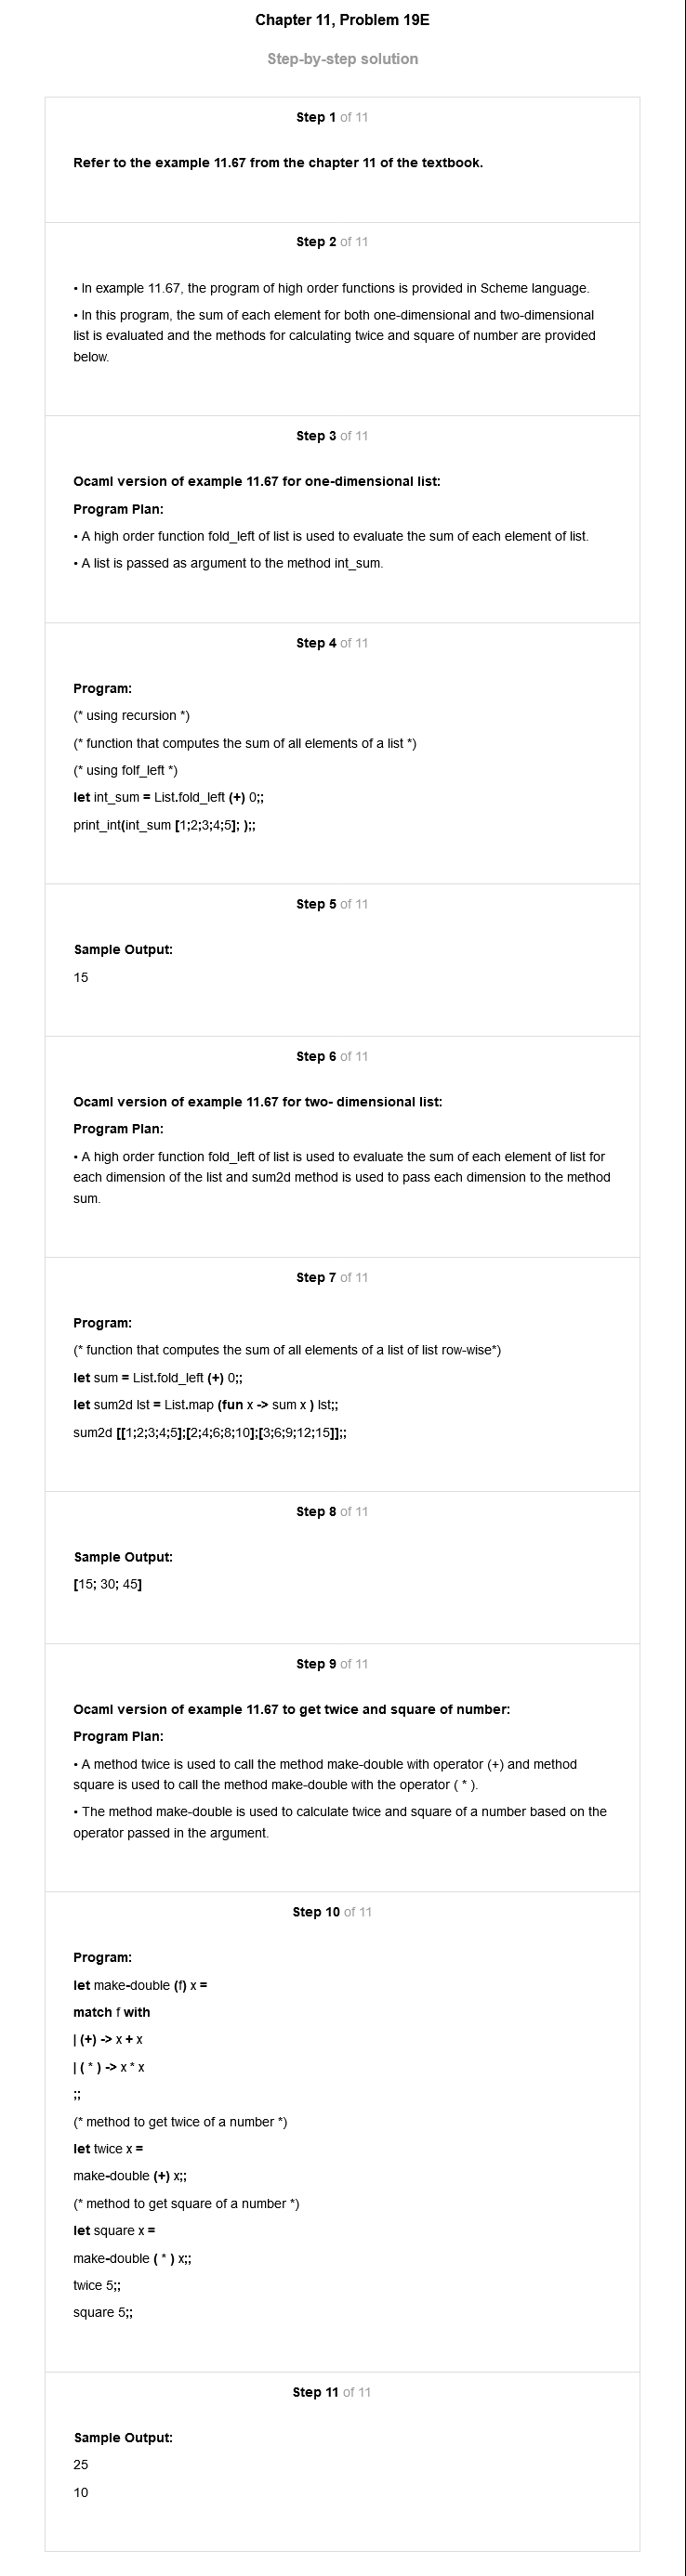 Chapter 11, Problem 19E
Step-by-step solution
Step 1 of 11
Refer to the example 11.67 from the chapter 11 of the textbook.
Step 2 of 11
• In example 11.67, the program of high order functions is provided in Scheme language.
• In this program, the sum of each element for both one-dimensional and two-dimensional
list is evaluated and the methods for calculating twice and square of number are provided
below.
Step 3 of 11
Ocaml version of example 11.67 for one-dimensional list:
Program Plan:
• A high order function fold_left of list is used to evaluate the sum of each element of list.
• A list is passed as argument to the method int_sum.
Step 4 of 11
Program:
(* using recursion *)
(* function that computes the sum of all elements of a list *)
(* using folf_left *)
let int_sum = List.fold_left (+) 0;;
print_int(int_sum [1;2;3;4;5]; );;
Step 5 of 11
Sample Output:
15
Step 6 of 11
Ocaml version of example 11.67 for two- dimensional list:
Program Plan:
• A high order function fold_left of list is used to evaluate the sum of each element of list for
each dimension of the list and sum2d method is used to pass each dimension to the method
sum.
Step 7 of 11
Program:
(* function that computes the sum of all elements of a list of list row-wise*)
let sum = List.fold_left (+) 0;;
let sum2d lst = List.map (fun x -> sum x ) lst;;
sum2d [[1;2;3;4;5];[2;4;6;8;10];[3;6;9;12;15]];;
Step 8 of 11
Sample Output:
[15; 30; 45]
Step 9 of 11
Ocaml version of example 11.67 to get twice and square of number:
Program Plan:
• A method twice is used to call the method make-double with operator (+) and method
square is used to call the method make-double with the operator ( * ).
• The method make-double is used to calculate twice and square of a number based on the
operator passed in the argument.
Step 10 of 11
Program:
let make-double (f) x =
match f with
| (+) -> x + x
| ( * ) -> x * x
;;
(* method to get twice of a number *)
let twice x =
make-double (+) x;;
(* method to get square of a number *)
let square x =
make-double ( * ) x;;
twice 5;;
square 5;;
Step 11 of 11
Sample Output:
25
10